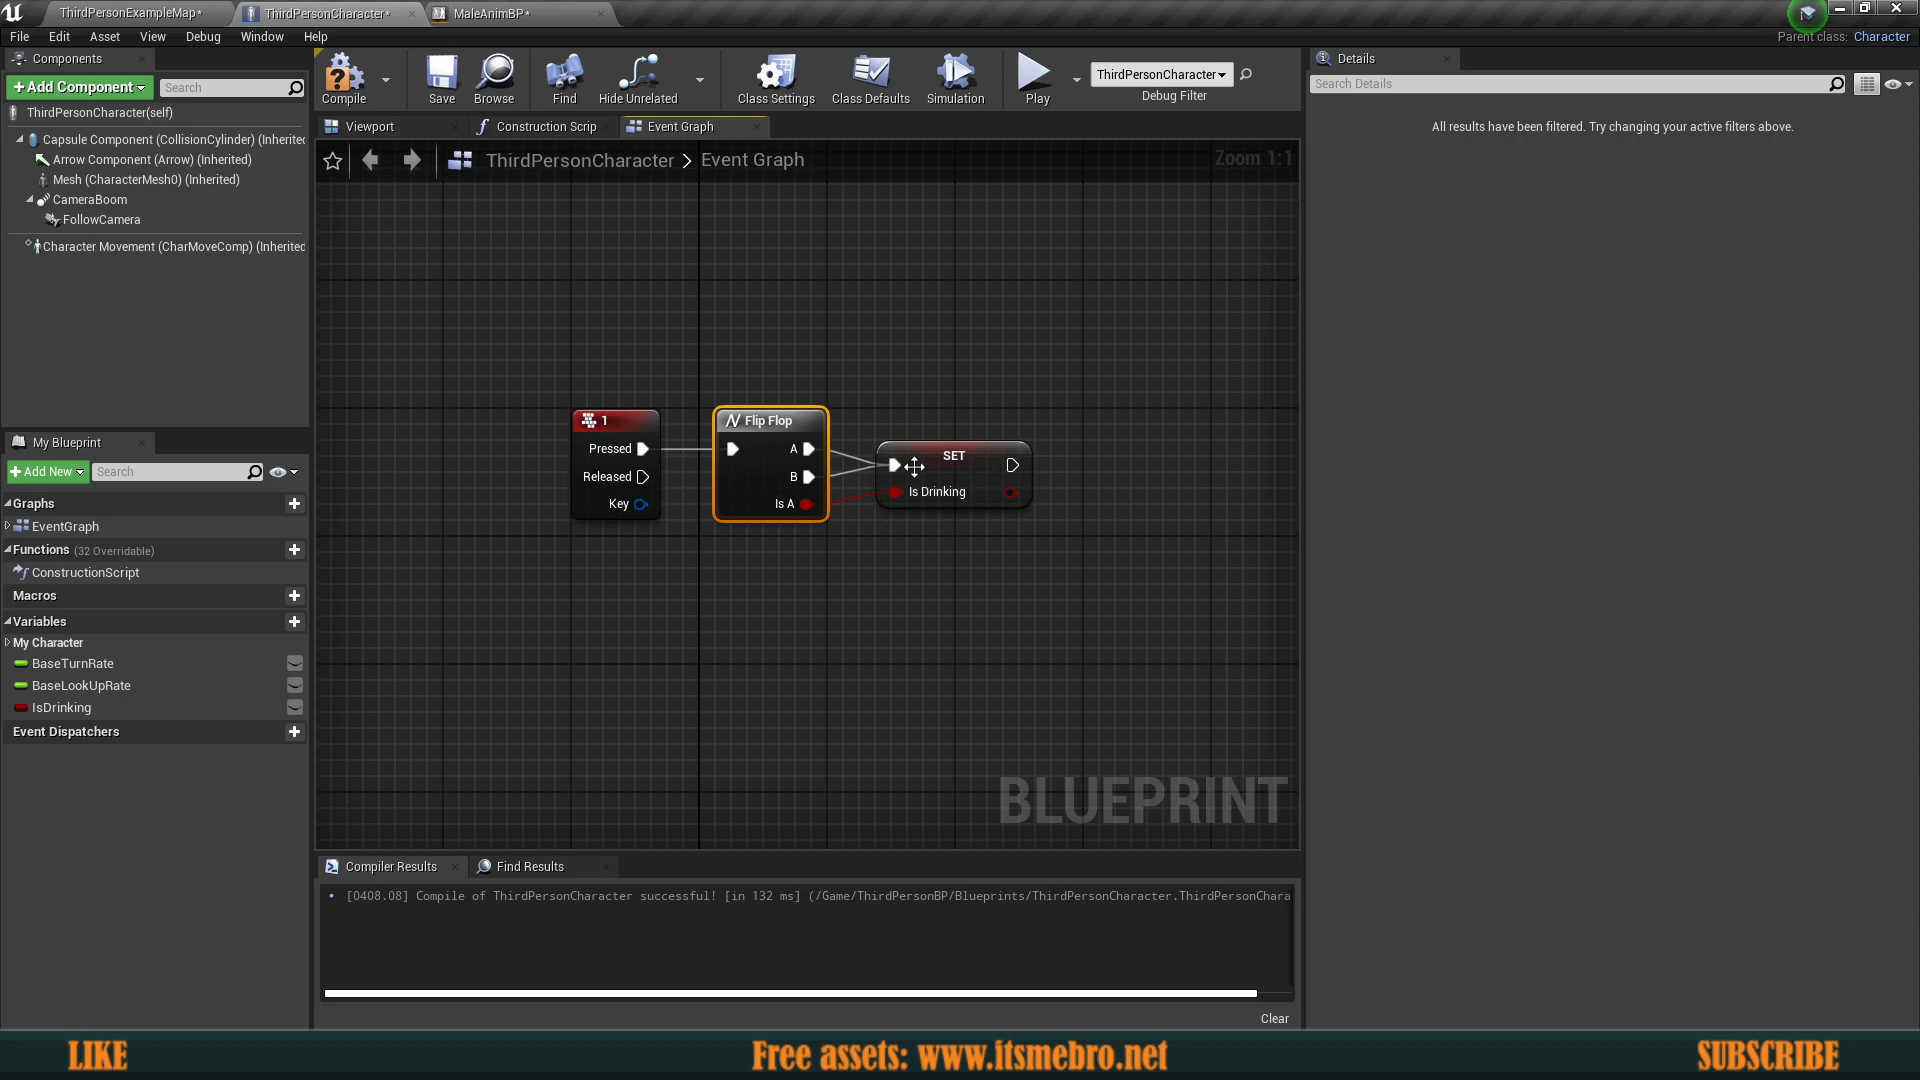 ThirdPersonExampleMap*
ThirdPersonCharacter*
MaleAnimBP*
File Edit Asset View Debug Window Help
Parent class: Character
Components
+Add Component
Search
ThirdPersonCharacter(self)
Capsule Component (CollisionCylinder) (Inherite
Arrow Component (Arrow) (Inherited)
Mesh (CharacterMesh0) (Inherited)
CameraBoom
FollowCamera
Character Movement (CharMoveComp) (Inherited
Compile
Save
Browse
Find
Hide Unrelated
Class Settings
Class Defaults
Simulation
Play
ThirdPersonCharacter
Debug Filter
Viewport
Construction Scrip
Event Graph
ThirdPersonCharacter > Event Graph
Zoom 1:1
1
Pressed
Released
Key
Flip Flop
A
B
Is A
SET
Is Drinking
BLUEPRINT
My Blueprint
+Add New
Search
Graphs
EventGraph
Functions (32 Overridable)
ConstructionScript
Macros
Variables
My Character
BaseTurnRate
BaseLookUpRate
IsDrinking
Event Dispatchers
Details
Search Details
All results have been filtered. Try changing your active filters above.
Compiler Results
Find Results
[0408.08] Compile of ThirdPersonCharacter successful! [in 132 ms] (/Game/ThirdPersonBP/Blueprints/ThirdPersonCharacter.ThirdPersonChara
Clear
LIKE
Free assets: www.itsmebro.net
SUBSCRIBE